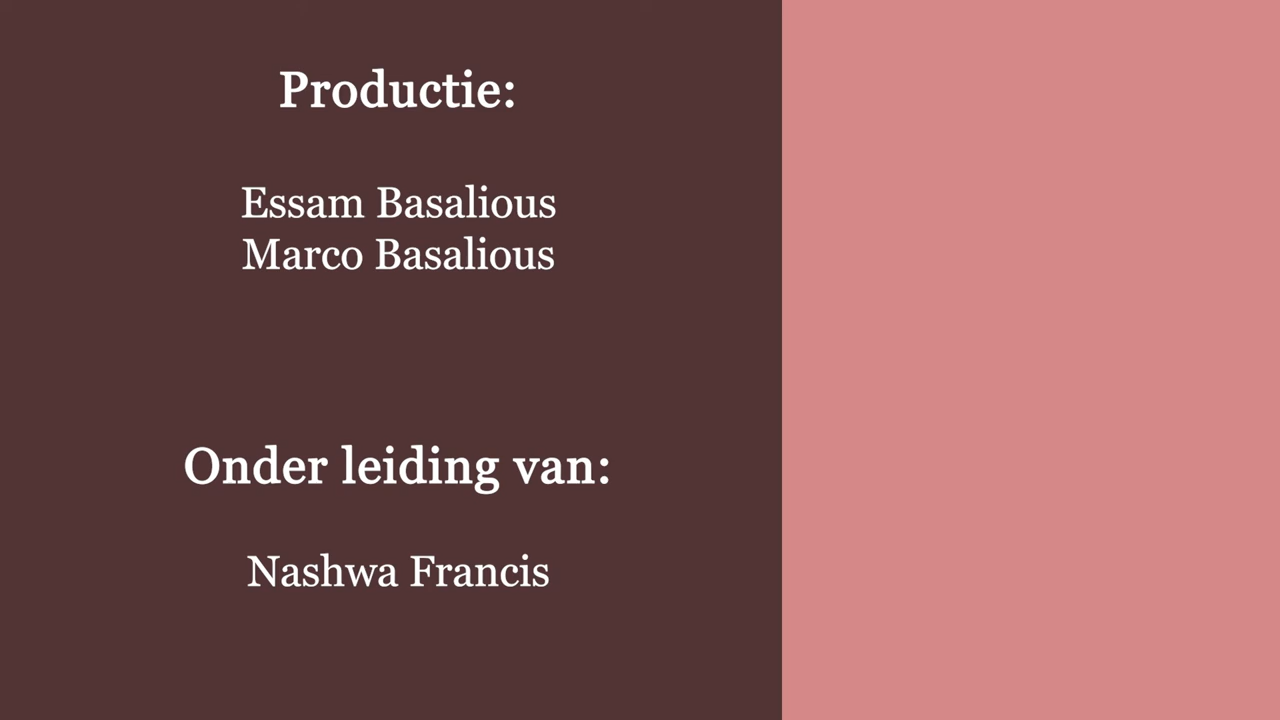 Productie:
Essam Basalious
Marco Basalious
Onder leiding van:
Nashwa Francis